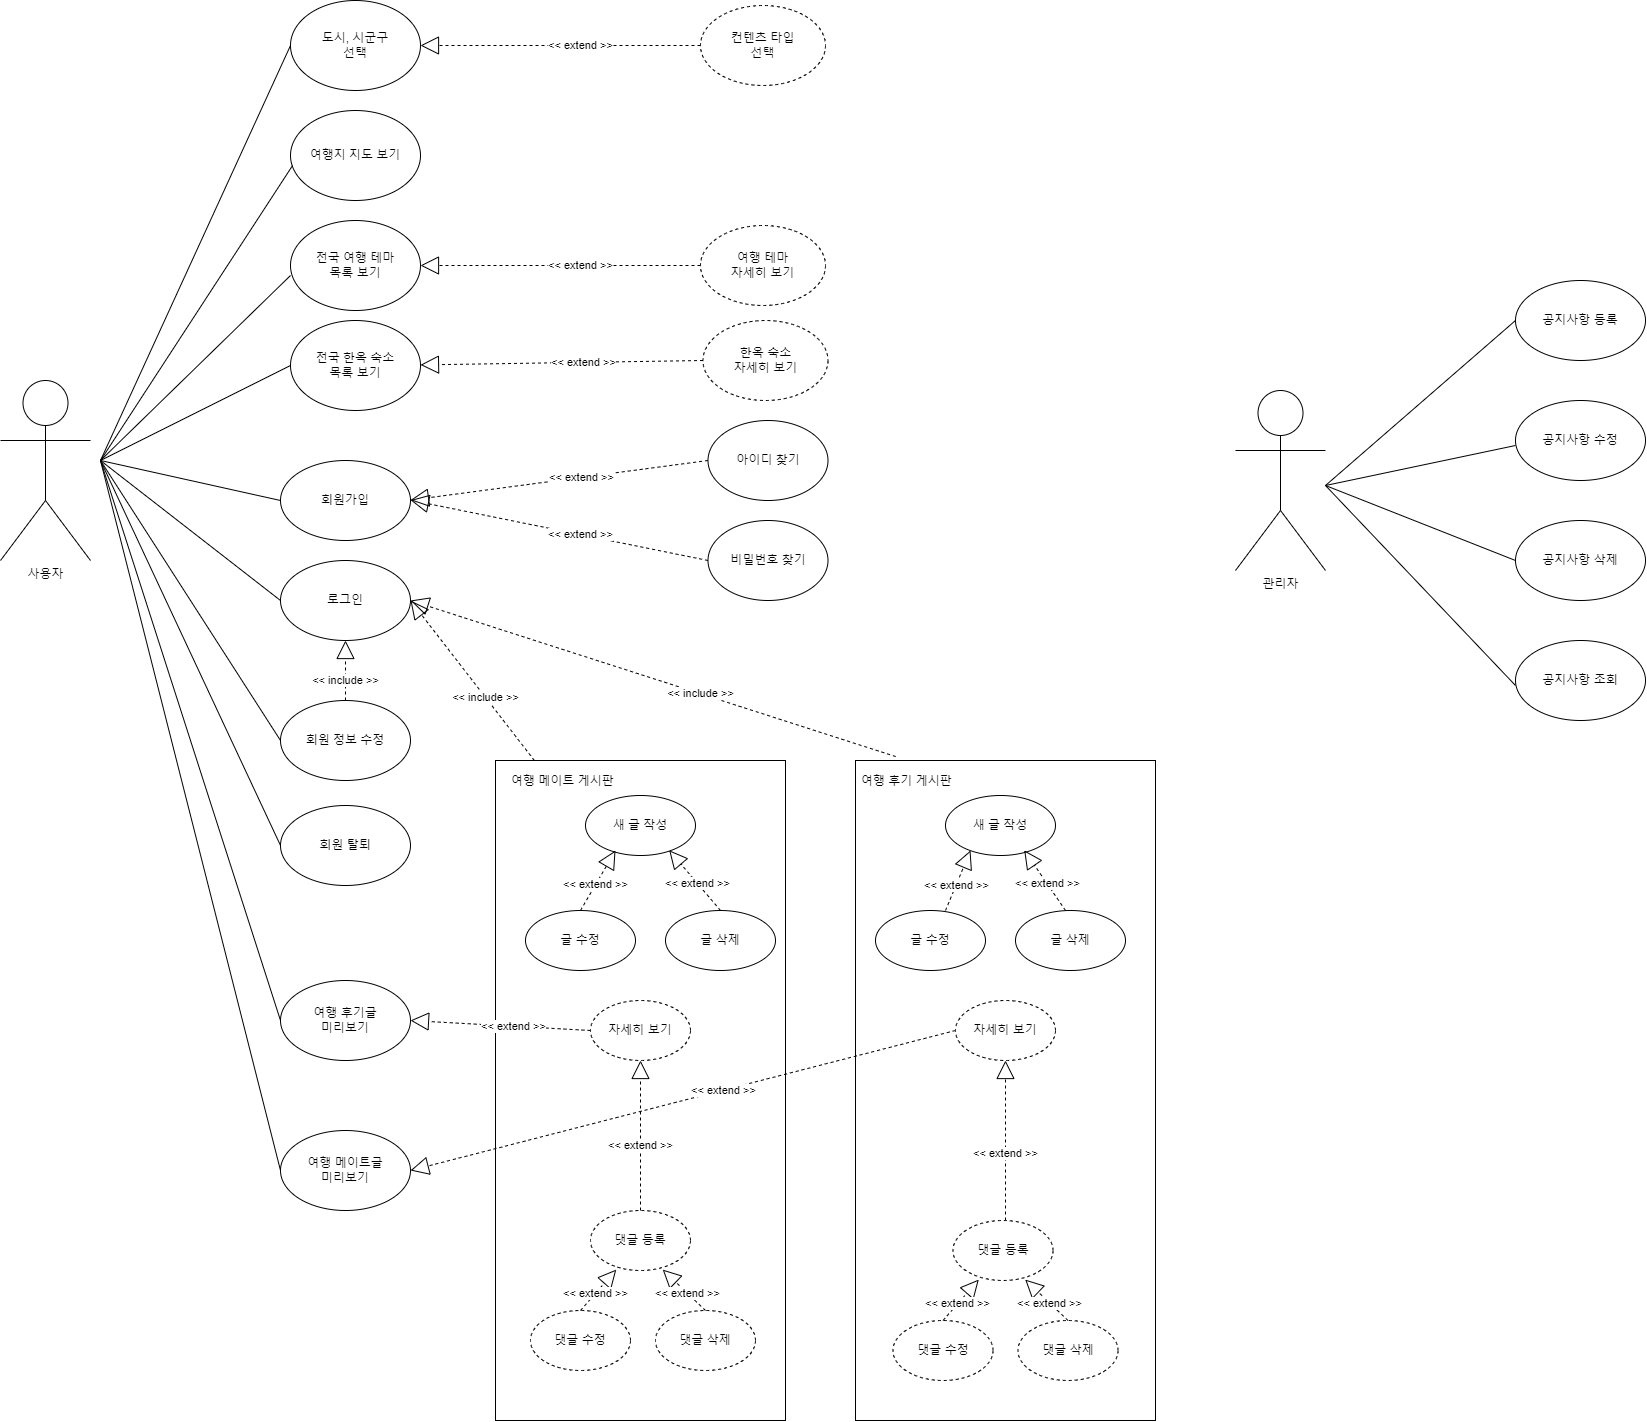 도시, 시군구
선택
<< extend >>
컨텐츠 타입
선택
여행지 지도 보기
전국 여행 테마
목록 보기
<< extend >>
여행 테마
자세히 보기
전국 한옥 숙소
목록 보기
<< extend >>
한옥 숙소
자세히 보기
회원가입
<< extend >>
아이디 찾기
<< extend >>
비밀번호 찾기
사용자
로그인
<< include >>
<< include >>
<< include >>
회원 정보 수정
회원 탈퇴
여행 후기글
미리보기
<< extend >>
여행 메이트글
미리보기
<< extend >>
여행 메이트 게시판
새 글 작성
<< extend >>
<< extend >>
글 수정
글 삭제
자세히 보기
<< extend >>
댓글 등록
<< extend >>
<< extend >>
댓글 수정
댓글 삭제
여행 후기 게시판
새 글 작성
<< extend >>
<< extend >>
글 수정
글 삭제
자세히 보기
<< extend >>
댓글 등록
<< extend >>
<< extend >>
댓글 수정
댓글 삭제
관리자
공지사항 등록
공지사항 수정
공지사항 삭제
공지사항 조회